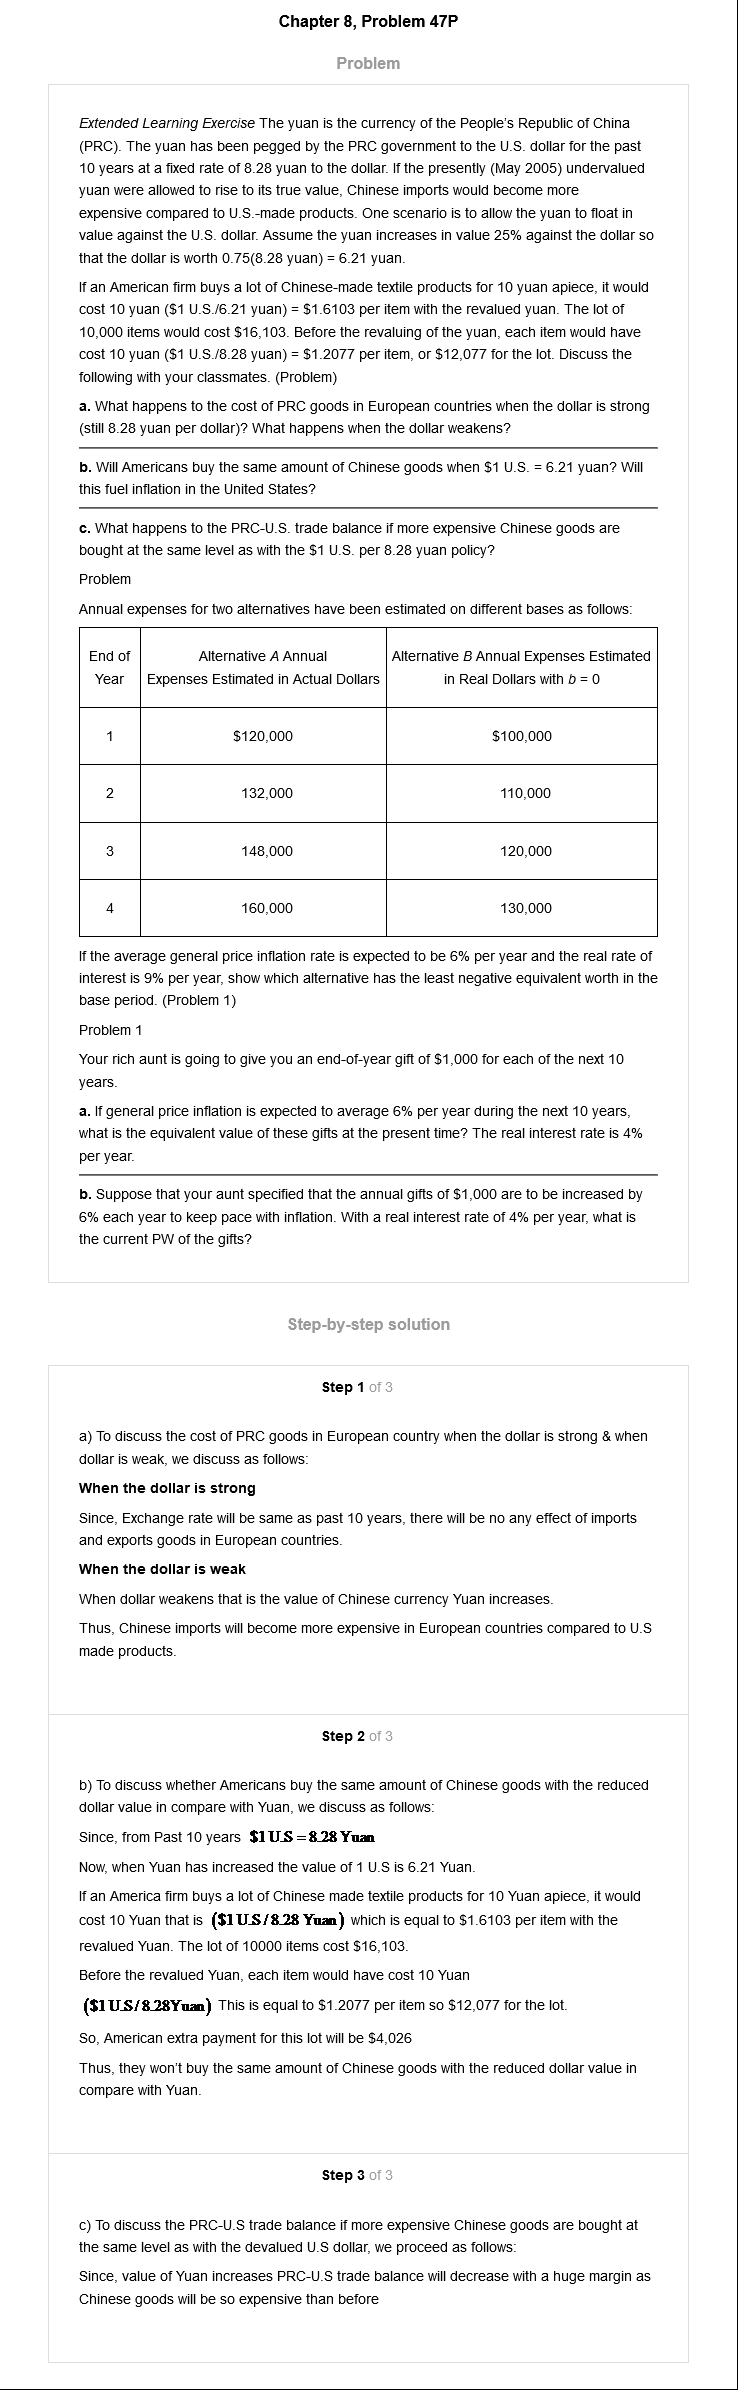 Chapter 8, Problem 47P
Problem
Extended Learning Exercise The yuan is the currency of the People's Republic of China
(PRC). The yuan has been pegged by the PRC government to the U.S. dollar for the past
10 years at a fixed rate of 8.28 yuan to the dollar. If the presently (May 2005) undervalued
yuan were allowed to rise to its true value, Chinese imports would become more
expensive compared to U.S.-made products. One scenario is to allow the yuan to float in
value against the U.S. dollar. Assume the yuan increases in value 25% against the dollar so
that the dollar is worth 0.75(8.28 yuan) = 6.21 yuan.
If an American firm buys a lot of Chinese-made textile products for 10 yuan apiece, it would
cost 10 yuan ($1 U.S./6.21 yuan) = $1.6103 per item with the revalued yuan. The lot of
10,000 items would cost $16,103. Before the revaluing of the yuan, each item would have
cost 10 yuan ($1 U.S./8.28 yuan) = $1.2077 per item, or $12,077 for the lot. Discuss the
following with your classmates. (Problem)
a. What happens to the cost of PRC goods in European countries when the dollar is strong
(still 8.28 yuan per dollar)? What happens when the dollar weakens?
b. Will Americans buy the same amount of Chinese goods when $1 U.S. = 6.21 yuan? Will
this fuel inflation in the United States?
c. What happens to the PRC-U.S. trade balance if more expensive Chinese goods are
bought at the same level as with the $1 U.S. per 8.28 yuan policy?
Problem
Annual expenses for two alternatives have been estimated on different bases as follows:
End of Alternative A Annual Alternative B Annual Expenses Estimated
Year Expenses Estimated in Actual Dollars in Real Dollars with b = 0
1 $120,000 $100,000
2 132,000 110,000
3 148,000 120,000
4 160,000 130,000
If the average general price inflation rate is expected to be 6% per year and the real rate of
interest is 9% per year, show which alternative has the least negative equivalent worth in the
base period. (Problem 1)
Problem 1
Your rich aunt is going to give you an end-of-year gift of $1,000 for each of the next 10
years.
a. If general price inflation is expected to average 6% per year during the next 10 years,
what is the equivalent value of these gifts at the present time? The real interest rate is 4%
per year.
b. Suppose that your aunt specified that the annual gifts of $1,000 are to be increased by
6% each year to keep pace with inflation. With a real interest rate of 4% per year, what is
the current PW of the gifts?
Step-by-step solution
Step 1 of 3
a) To discuss the cost of PRC goods in European country when the dollar is strong & when
dollar is weak, we discuss as follows:
When the dollar is strong
Since, Exchange rate will be same as past 10 years, there will be no any effect of imports
and exports goods in European countries.
When the dollar is weak
When dollar weakens that is the value of Chinese currency Yuan increases.
Thus, Chinese imports will become more expensive in European countries compared to U.S
made products.
Step 2 of 3
b) To discuss whether Americans buy the same amount of Chinese goods with the reduced
dollar value in compare with Yuan, we discuss as follows:
Since, from Past 10 years $1 U.S = 8.28 Yuan
Now, when Yuan has increased the value of 1 U.S is 6.21 Yuan.
If an America firm buys a lot of Chinese made textile products for 10 Yuan apiece, it would
cost 10 Yuan that is ($1 U.S / 8.28 Yuan) which is equal to $1.6103 per item with the
revalued Yuan. The lot of 10000 items cost $16,103.
Before the revalued Yuan, each item would have cost 10 Yuan
($1 U.S / 8.28Yuan) This is equal to $1.2077 per item so $12,077 for the lot.
So, American extra payment for this lot will be $4,026
Thus, they won't buy the same amount of Chinese goods with the reduced dollar value in
compare with Yuan.
Step 3 of 3
c) To discuss the PRC-U.S trade balance if more expensive Chinese goods are bought at
the same level as with the devalued U.S dollar, we proceed as follows:
Since, value of Yuan increases PRC-U.S trade balance will decrease with a huge margin as
Chinese goods will be so expensive than before